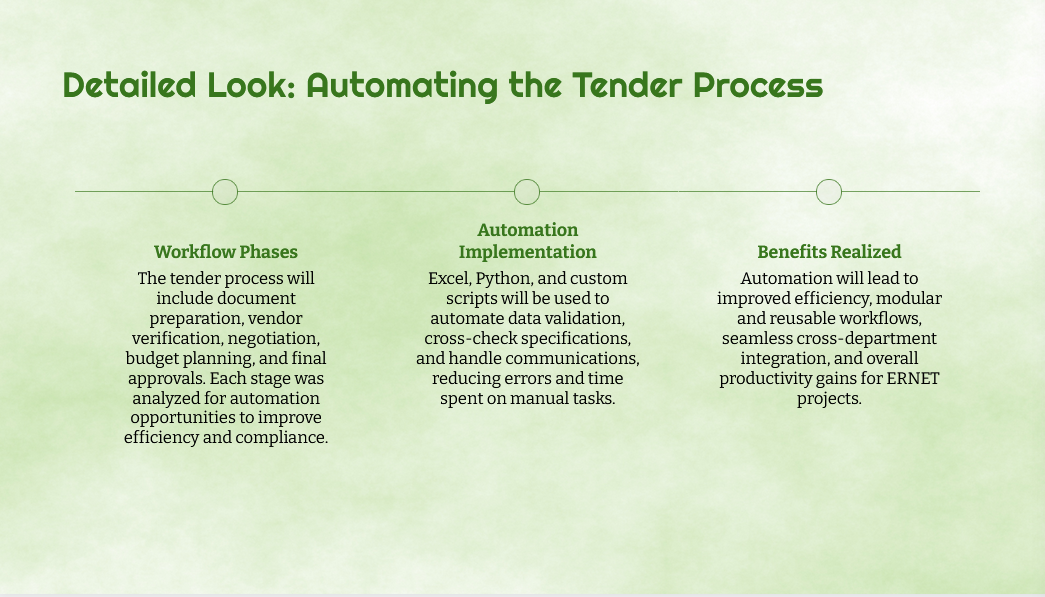 Detailed Look: Automating the Tender Process
Workflow Phases
The tender process will
include document
preparation, vendor
verification, negotiation,
budget planning, and final
approvals. Each stage was
analyzed for automation
opportunities to improve
efficiency and compliance.
Automation
Implementation
Excel, Python, and custom
scripts will be used to
automate data validation,
cross-check specifications,
and handle communications,
reducing errors and time
spent on manual tasks.
Benefits Realized
Automation will lead to
improved efficiency, modular
and reusable workflows,
seamless cross-department
integration, and overall
productivity gains for ERNET
projects.